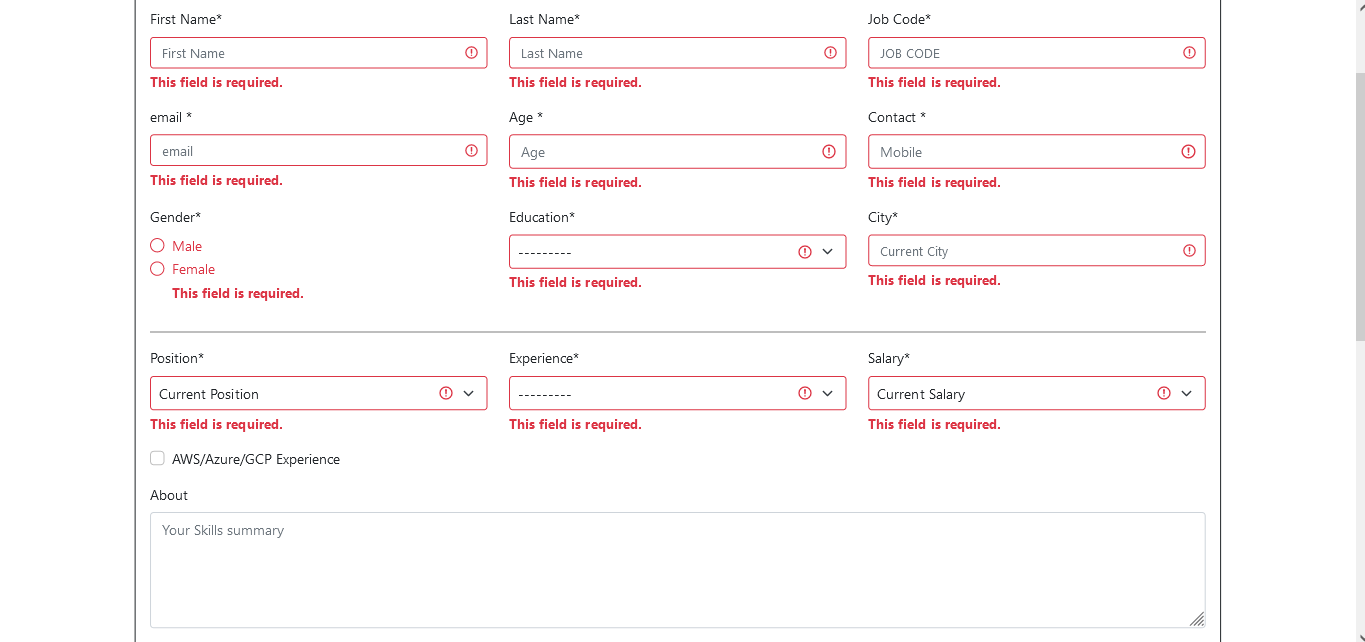 First Name* Last Name* Job Code*
First Name Last Name JOB CODE
This field is required. This field is required. This field is required.
email * Age * Contact *
email Age Mobile
This field is required. This field is required. This field is required.
Gender* Education* City*
Male
--------- Current City
Female
This field is required. This field is required.
This field is required.
Position* Experience* Salary*
Current Position --------- Current Salary
This field is required. This field is required. This field is required.
AWS/Azure/GCP Experience
About
Your Skills summary